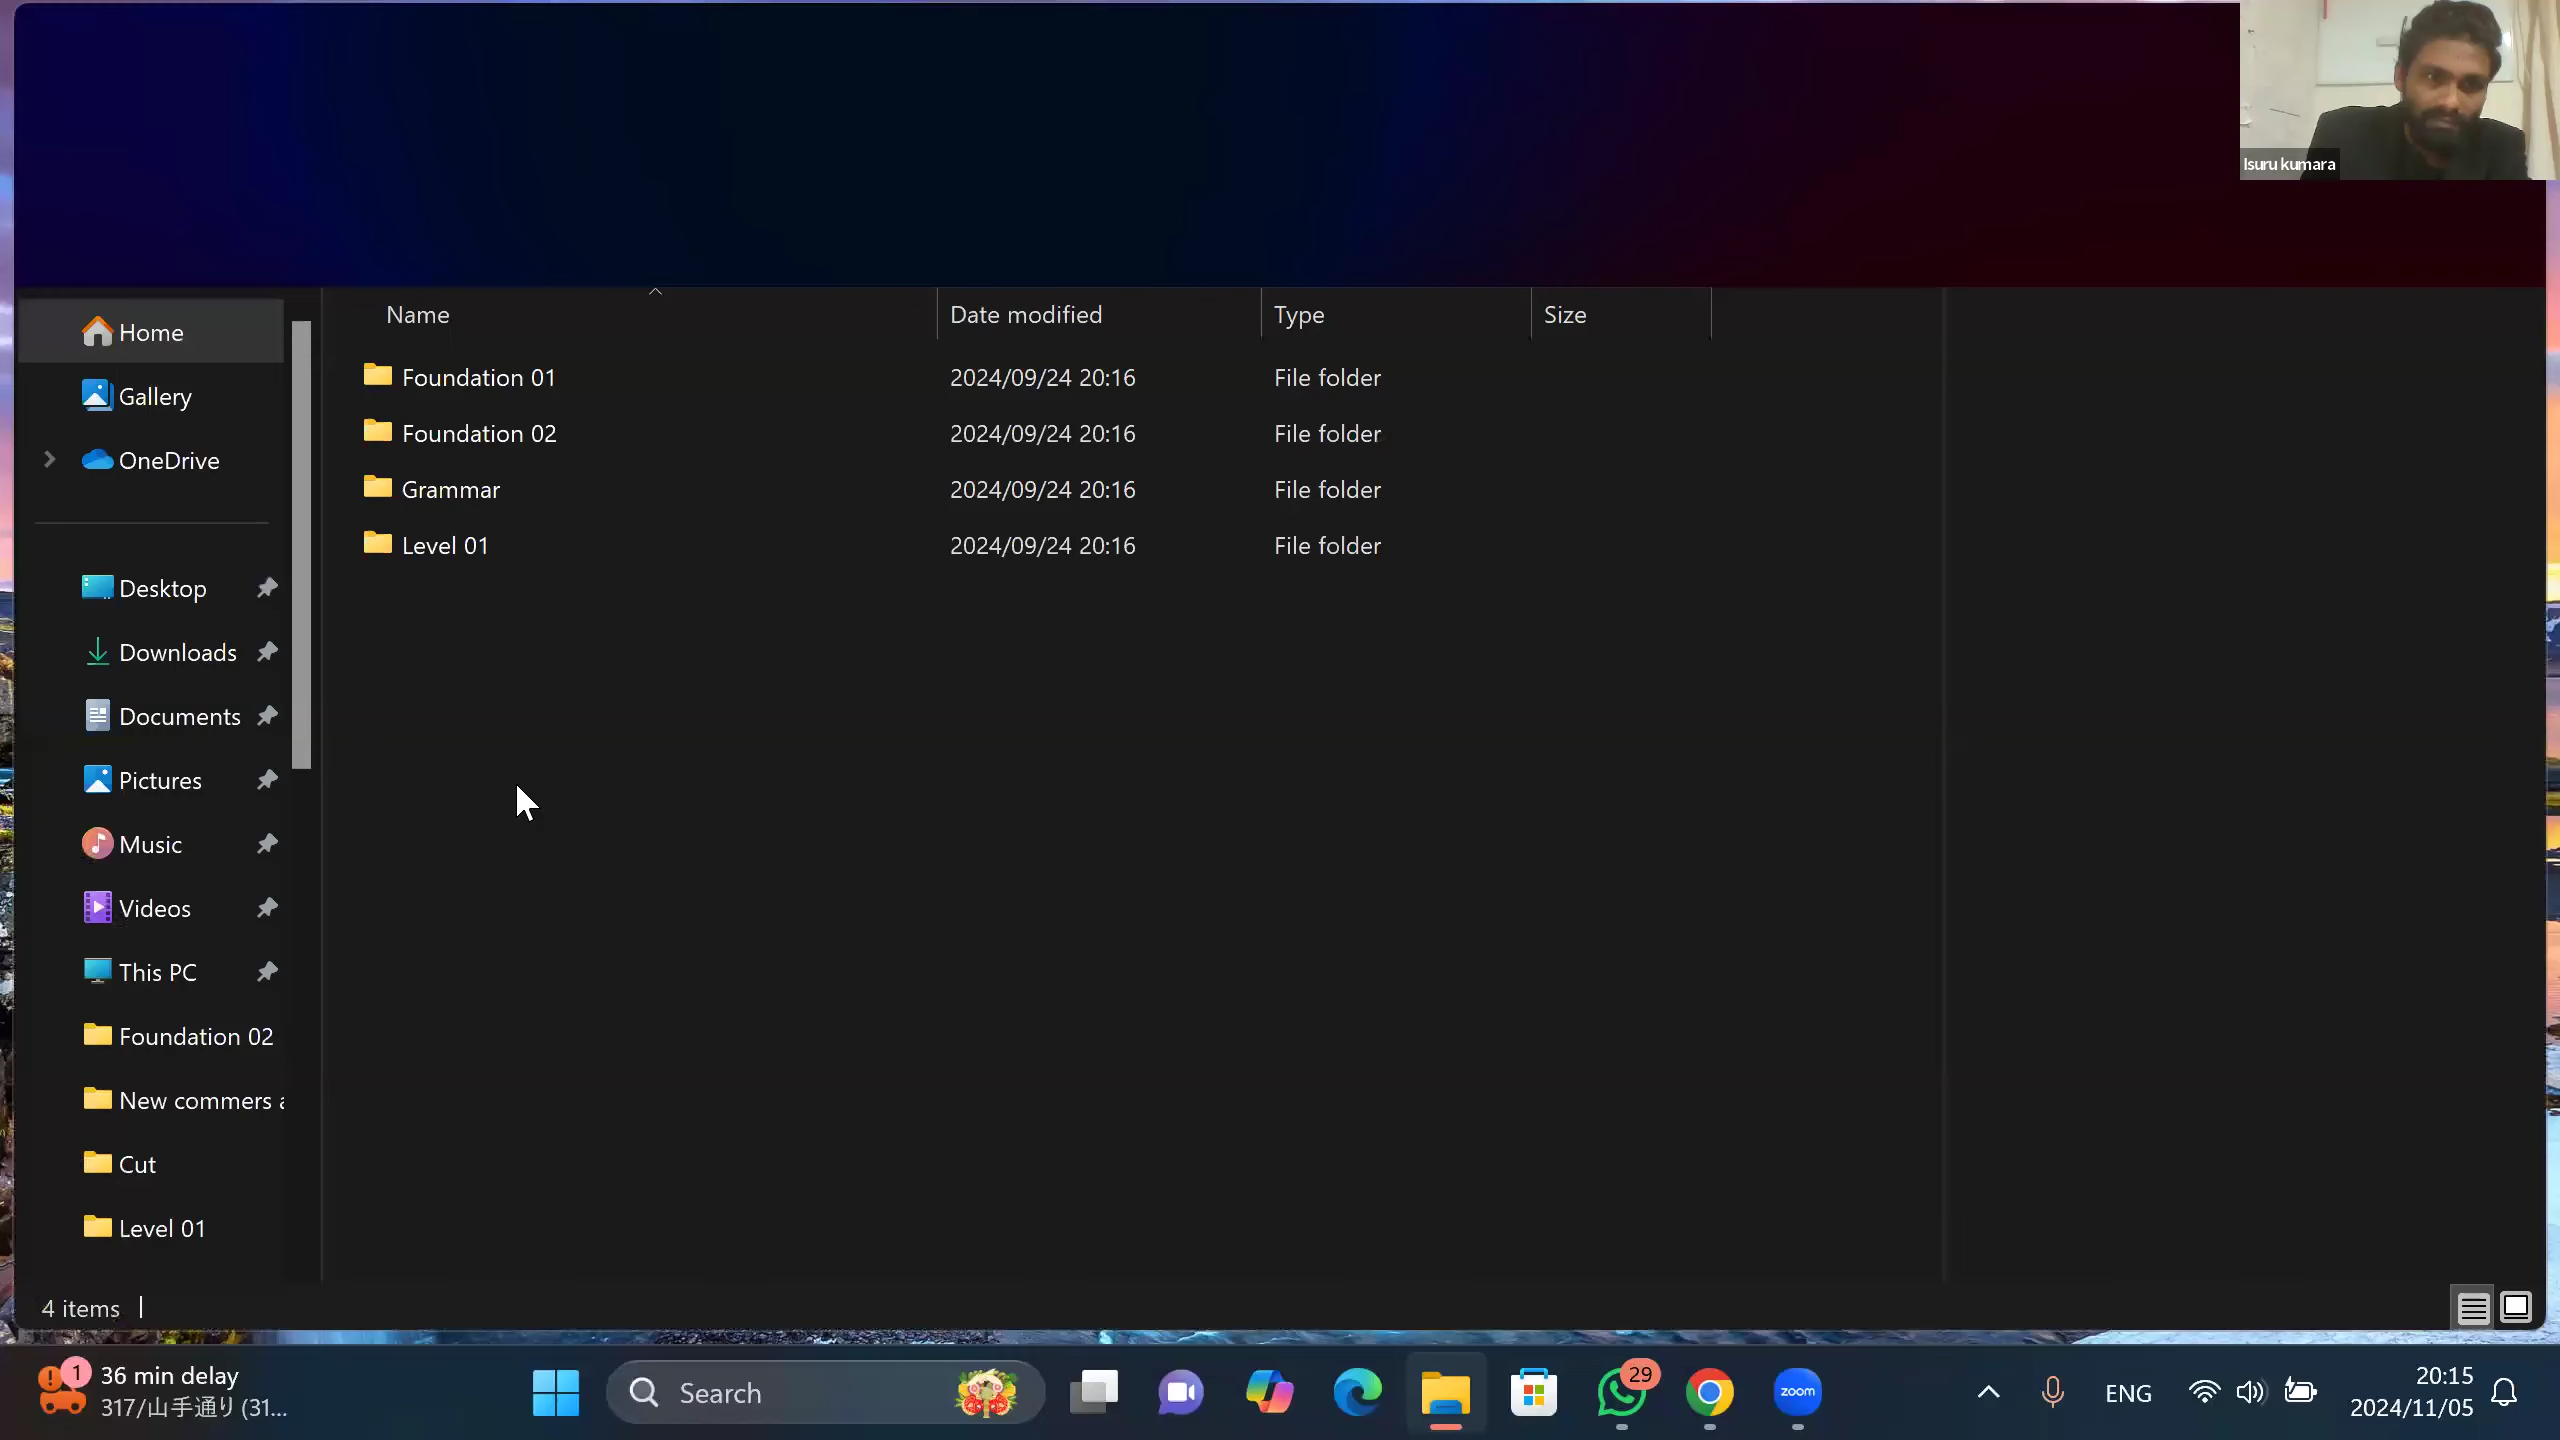 Isuru kumara
Name
Date modified
Type
Size
Home
Gallery
OneDrive
Desktop
Downloads
Documents
Pictures
Music
Videos
This PC
Foundation 02
New commers a
Cut
Level 01
Foundation 01 2024/09/24 20:16 File folder
Foundation 02 2024/09/24 20:16 File folder
Grammar 2024/09/24 20:16 File folder
Level 01 2024/09/24 20:16 File folder
4 items
1
36 min delay
317/山手通り (31...
Search
29
zoom
ENG
20:15
2024/11/05